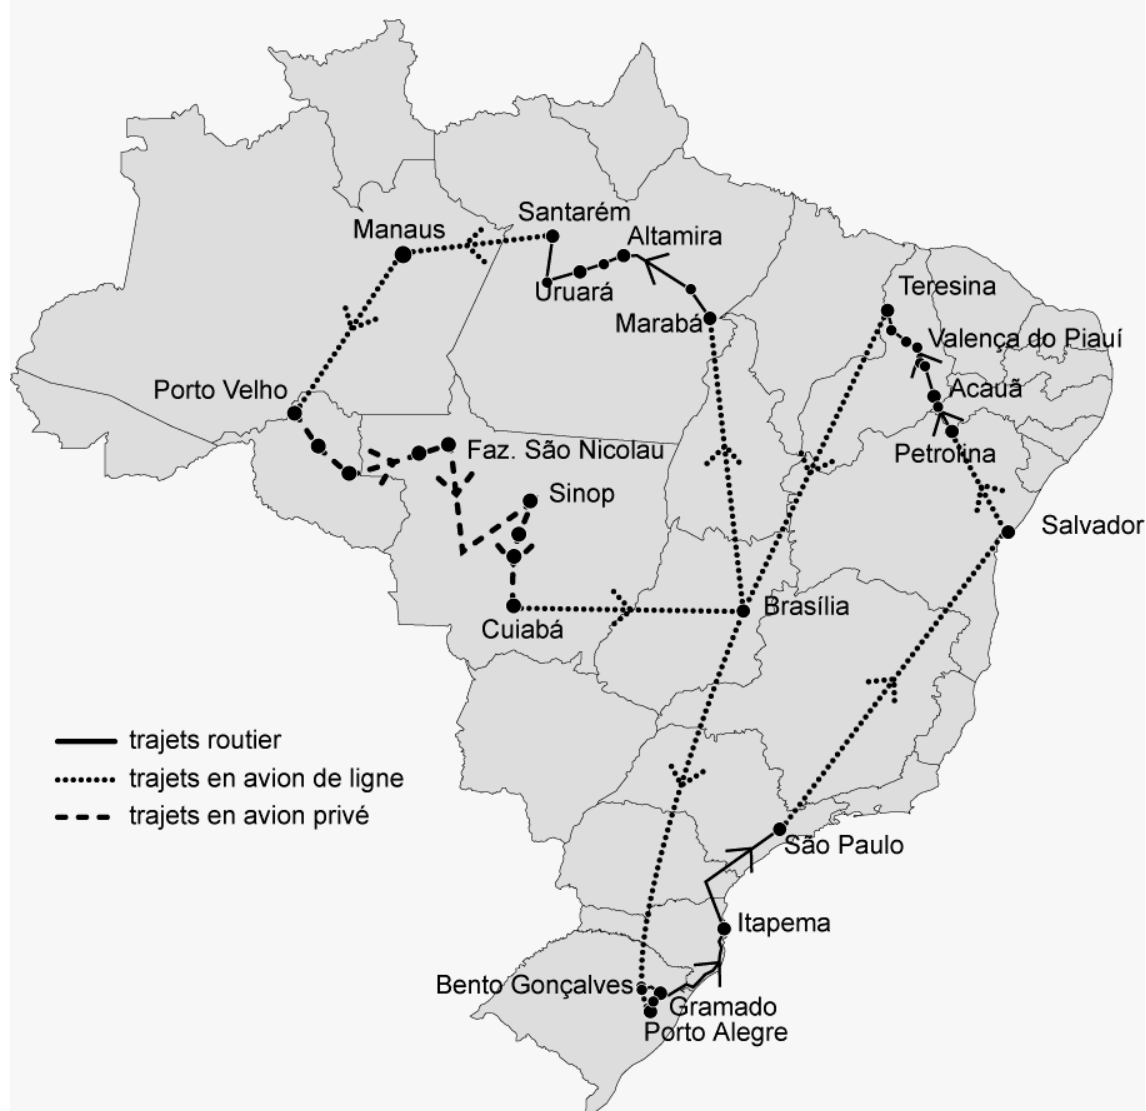 Santarém
Manaus
Altamira
Uruará
Teresina
Marabá
Valença do Piauí
Porto Velho
Acauã
Faz. São Nicolau
Petrolina
Sinop
Salvador
Brasília
Cuiabá
trajets routier
trajets en avion de ligne
trajets en avion privé
São Paulo
Itapema
Bento Gonçalves
Gramado
Porto Alegre